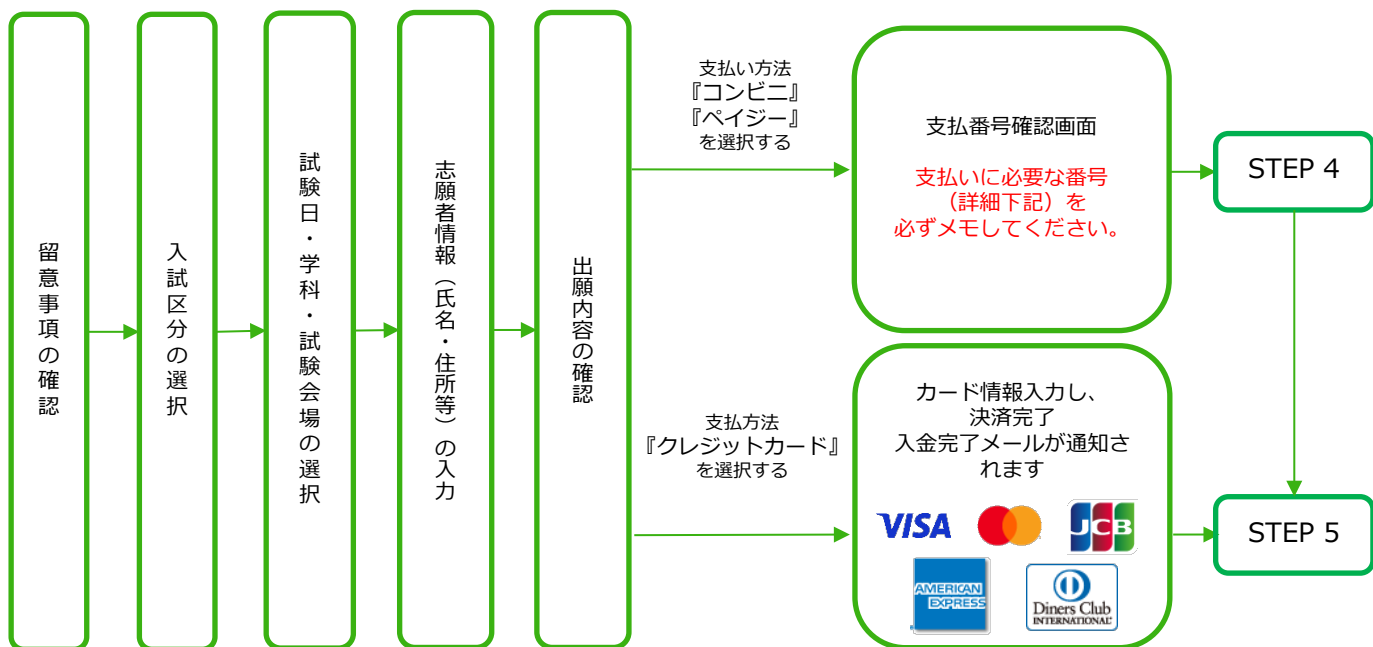 留意事項の確認
入試区分の選択
試験日・学科・試験会場の選択
志願者情報（氏名・住所等）の入力
出願内容の確認
支払い方法
『コンビニ』
『ペイジー』
を選択する
支払番号確認画面
支払いに必要な番号
（詳細下記）を
必ずメモしてください。
STEP 4
支払方法
『クレジットカード』
を選択する
カード情報入力し、
決済完了
入金完了メールが通知さ
れます
VISA
JCB
AMERICAN
EXPRESS
Diners Club
INTERNATIONAL
STEP 5